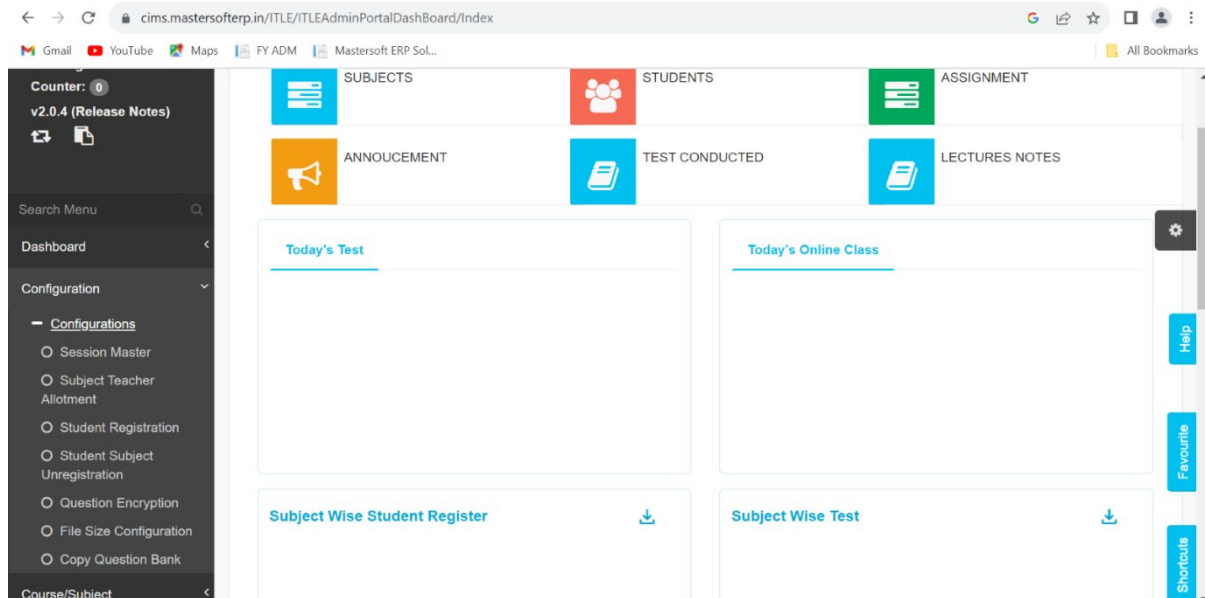 cims.mastersofterp.in/ITLE/ITLEAdminPortalDashBoard/Index
Gmail YouTube Maps FY ADM Mastersoft ERP Sol... All Bookmarks
Counter: 0
v2.0.4 (Release Notes)
Search Menu
Dashboard
Configuration
Configurations
Session Master
Subject Teacher
Allotment
Student Registration
Student Subject
Unregistration
Question Encryption
File Size Configuration
Copy Question Bank
Course/Subject
SUBJECTS
STUDENTS
ASSIGNMENT
ANNOUCEMENT
TEST CONDUCTED
LECTURES NOTES
Today's Test
Today's Online Class
Subject Wise Student Register
Subject Wise Test
Help
Favourite
Shortcuts